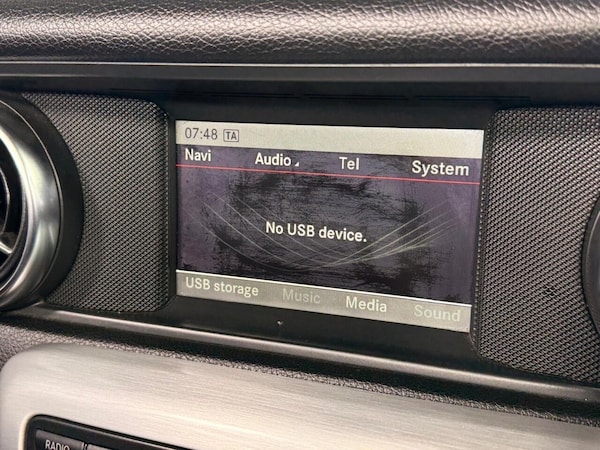 07:48 TA
Navi Audio Tel System
No USB device.
USB storage Music Media Sound
RADIO